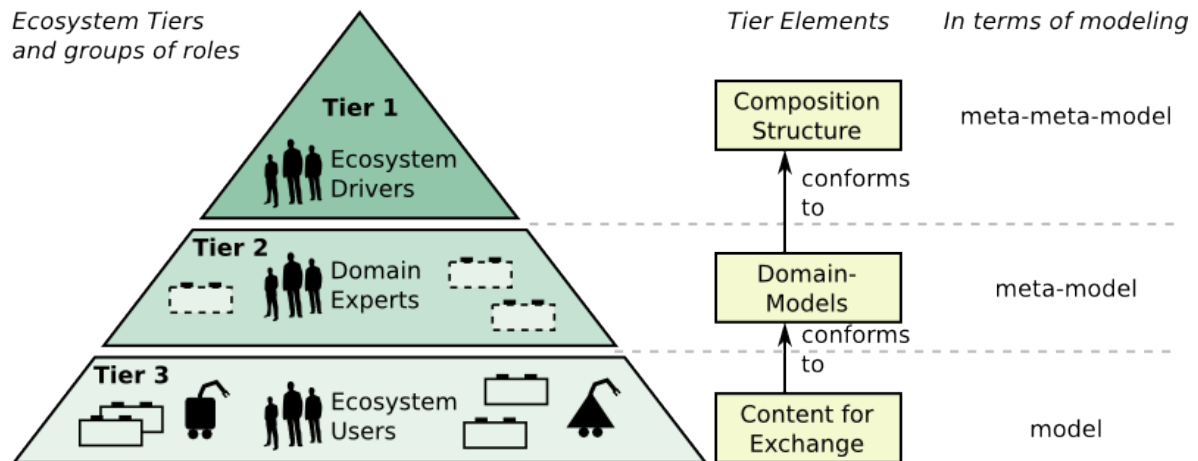 Ecosystem Tiers
and groups of roles
Tier Elements
In terms of modeling
Tier 1
Ecosystem
Drivers
Composition
Structure
meta-meta-model
conforms
to
Tier 2
Domain
Experts
Domain-
Models
meta-model
conforms
to
Tier 3
Ecosystem
Users
Content for
Exchange
model